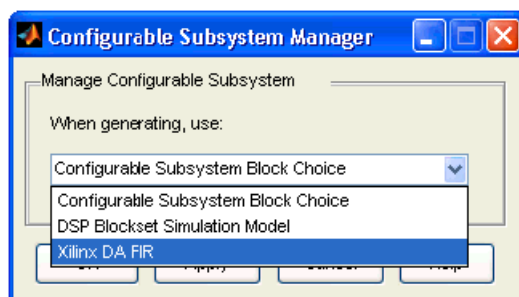 Configurable Subsystem Manager
Manage Configurable Subsystem
When generating, use:
Configurable Subsystem Block Choice
Configurable Subsystem Block Choice
DSP Blockset Simulation Model
Xilinx DA FIR